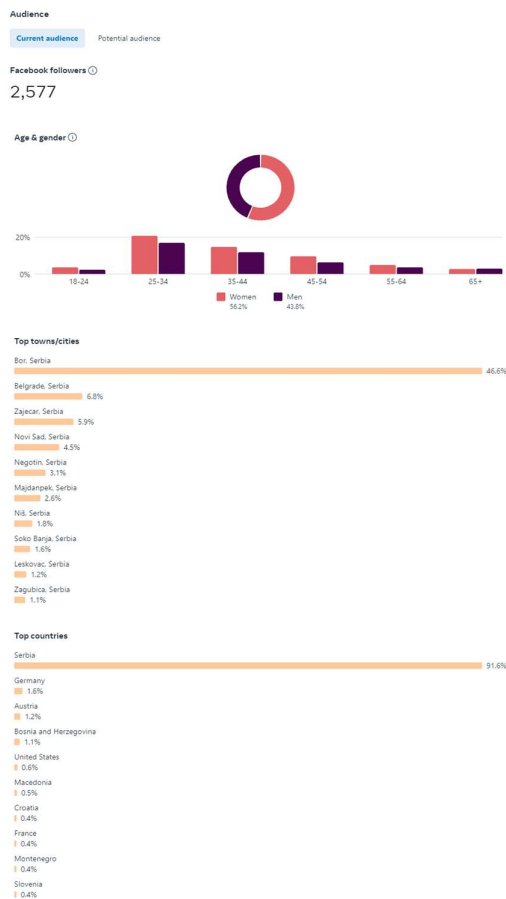 Audience
Current audience Potential audience
Facebook followers
2,577
Age & gender
20%
0%
18-24 25-34 35-44 45-54 55-64 65+
Women Men
56.2% 43.8%
Top towns/cities
Bor, Serbia
46.6%
Belgrade, Serbia
6.8%
Zajecar, Serbia
5.9%
Novi Sad, Serbia
4.5%
Negotin, Serbia
3.1%
Majdanpek, Serbia
2.6%
Niš, Serbia
1.8%
Soko Banja, Serbia
1.6%
Leskovac, Serbia
1.2%
Zagubica, Serbia
1.1%
Top countries
Serbia
91.6%
Germany
1.6%
Austria
1.2%
Bosnia and Herzegovina
1.1%
United States
0.6%
Macedonia
0.5%
Croatia
0.4%
France
0.4%
Montenegro
0.4%
Slovenia
0.4%